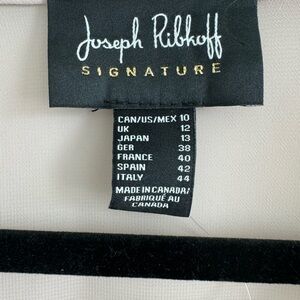 Joseph Ribkoff
SIGNATURE
CAN/US/MEX 10
UK 12
JAPAN 13
GER 38
FRANCE 40
SPAIN 42
ITALY 44
MADE IN CANADA/
FABRIQUÉ AU
CANADA